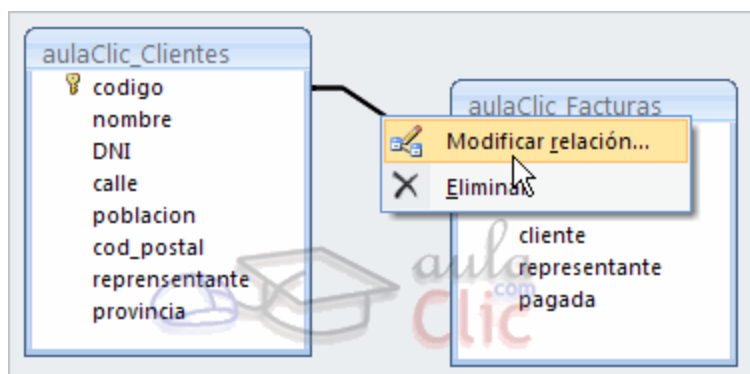 aulaClic_Clientes
codigo
nombre
DNI
calle
poblacion
cod_postal
reprensentante
provincia
aulaClic_Facturas
Modificar relación...
Eliminar
cliente
representante
pagada
aula
Clic
com